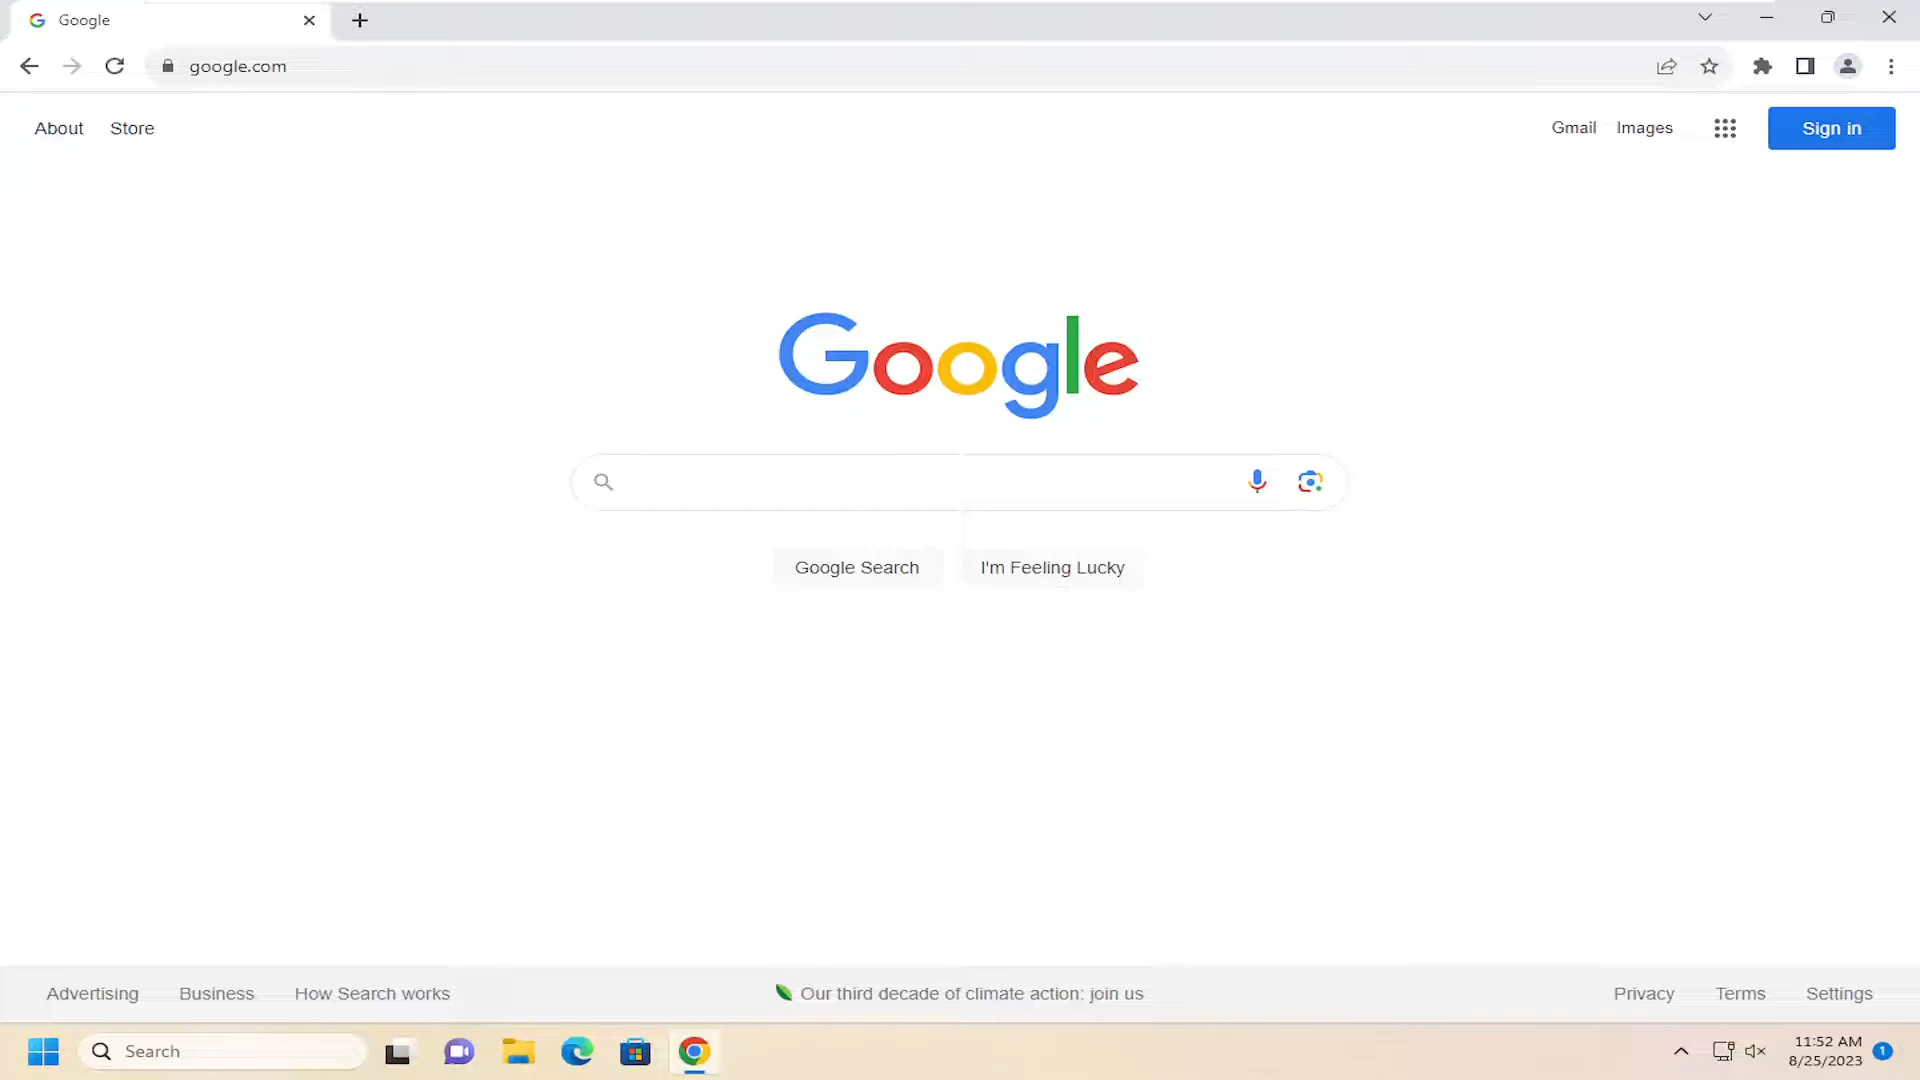 Google
google.com
About Store Gmail Images Sign in
Google
Google Search I'm Feeling Lucky
Advertising Business How Search works Our third decade of climate action: join us Privacy Terms Settings
Search 11:52 AM
8/25/2023 1